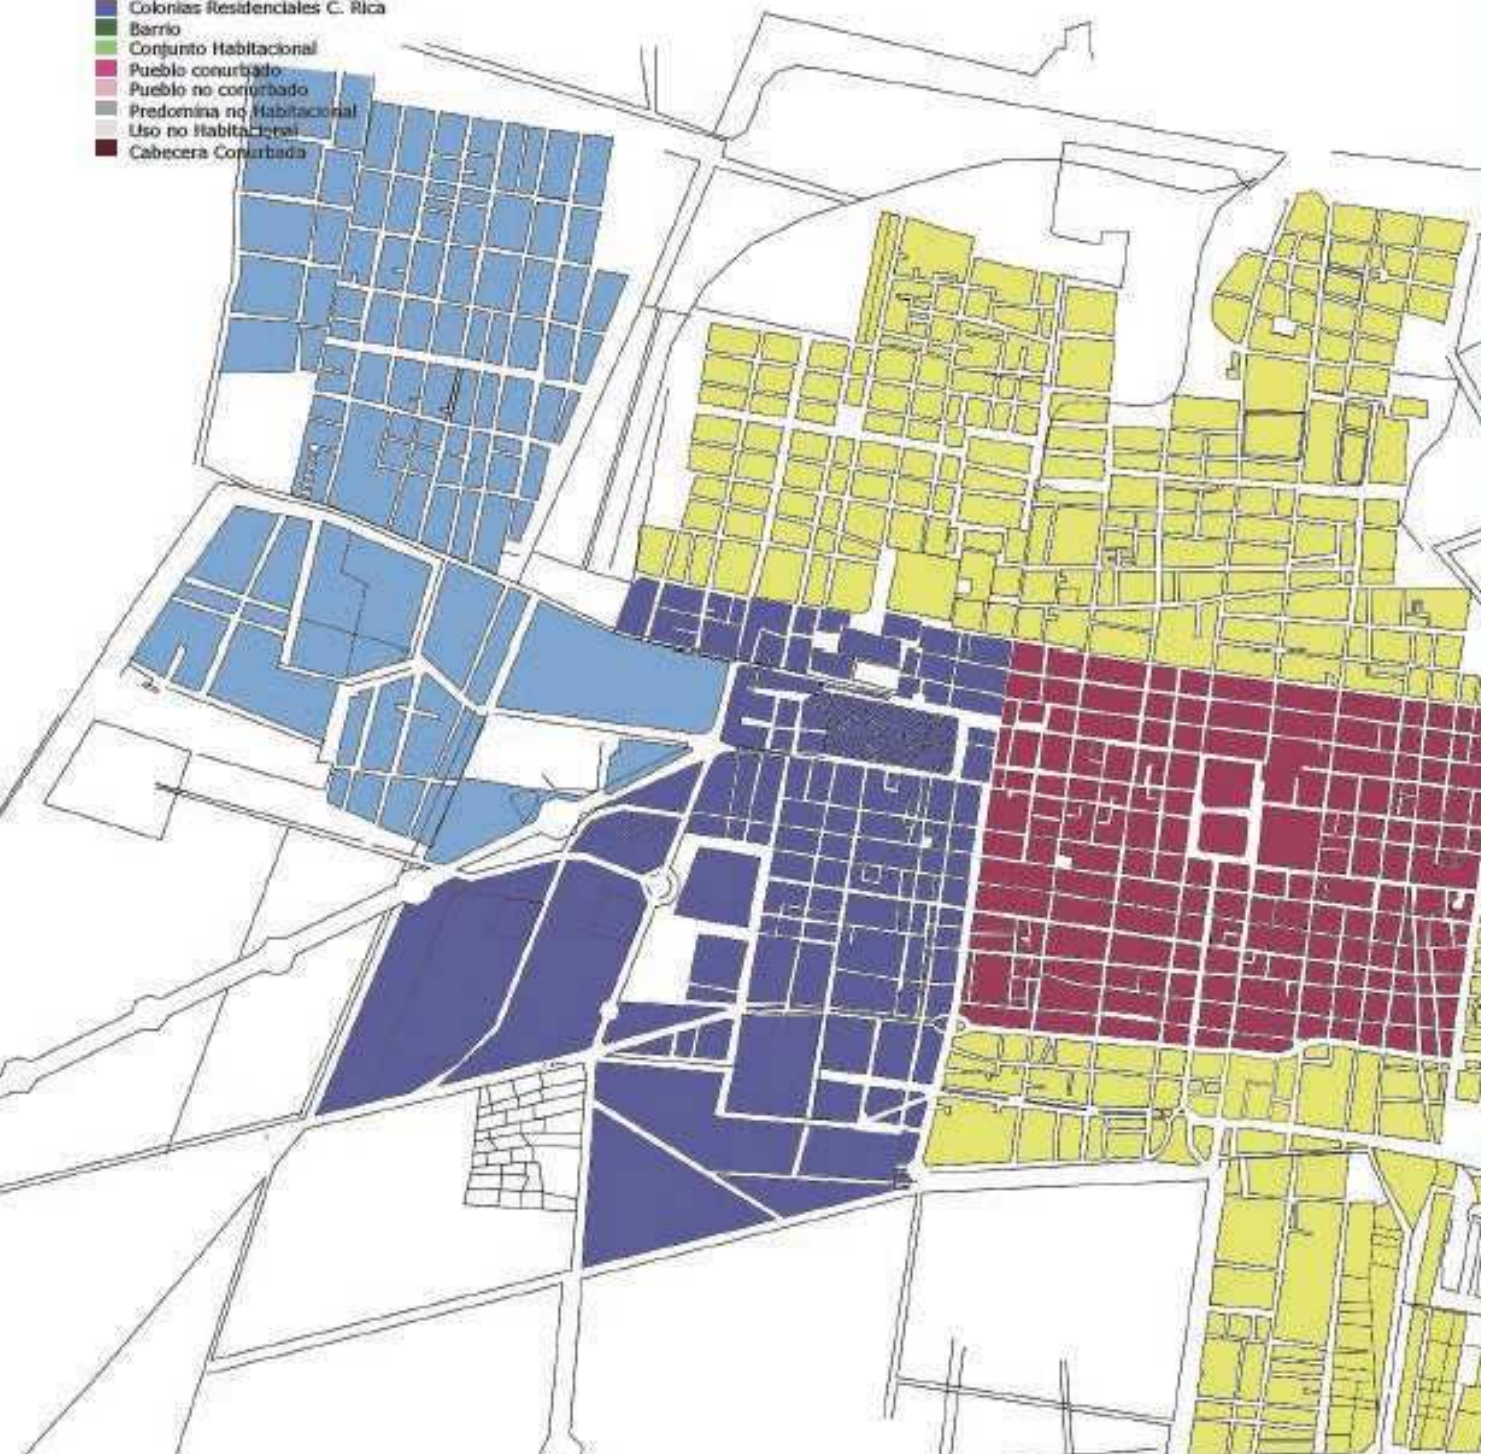 Colonias Residenciales C. Rica
Barrio
Conjunto Habitacional
Pueblo conurbado
Pueblo no conurbado
Predomina no Habitacional
Uso no Habitacional
Cabecera Conurbada